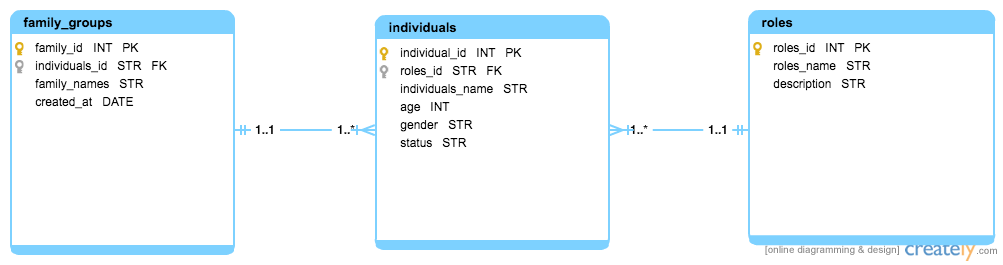 family_groups
family_id INT PK
individuals_id STR FK
family_names STR
created_at DATE
1..1
1..*
individuals
individual_id INT PK
roles_id STR FK
individuals_name STR
age INT
gender STR
status STR
1..*
1..1
roles
roles_id INT PK
roles_name STR
description STR
[online diagramming & design] creately.com